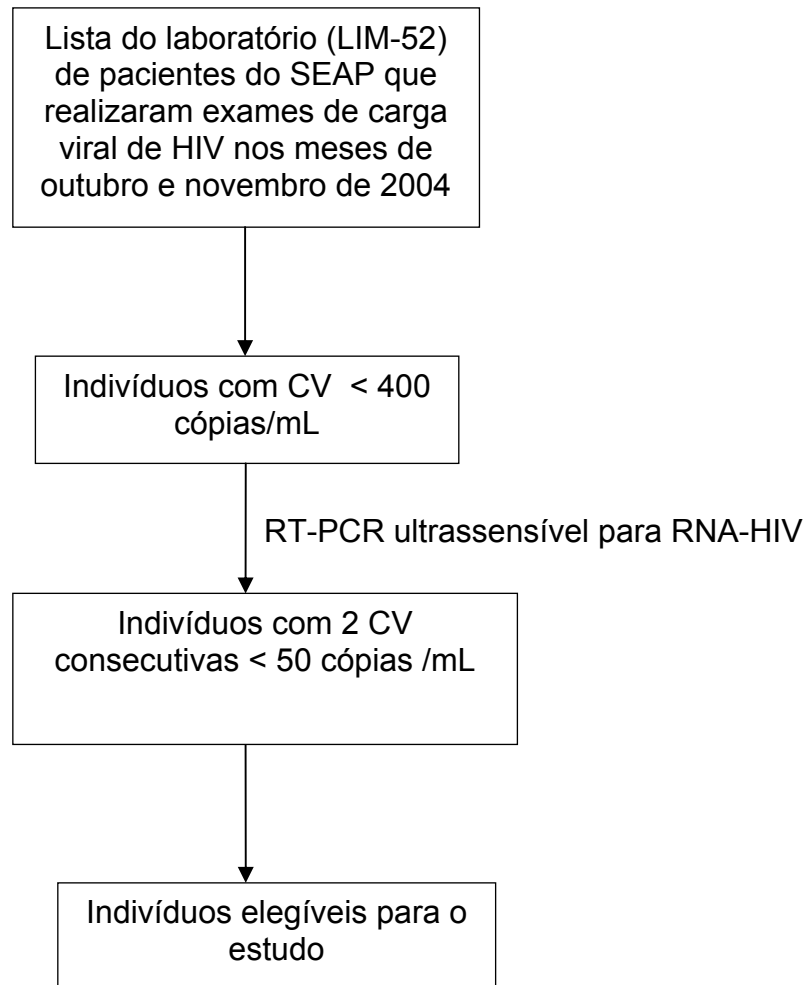 Lista do laboratório (LIM-52)
de pacientes do SEAP que
realizaram exames de carga
viral de HIV nos meses de
outubro e novembro de 2004
Indivíduos com CV  < 400
cópias/mL
RT-PCR ultrassensível para RNA-HIV
Indivíduos com 2 CV
consecutivas < 50 cópias /mL
Indivíduos elegíveis para o
estudo